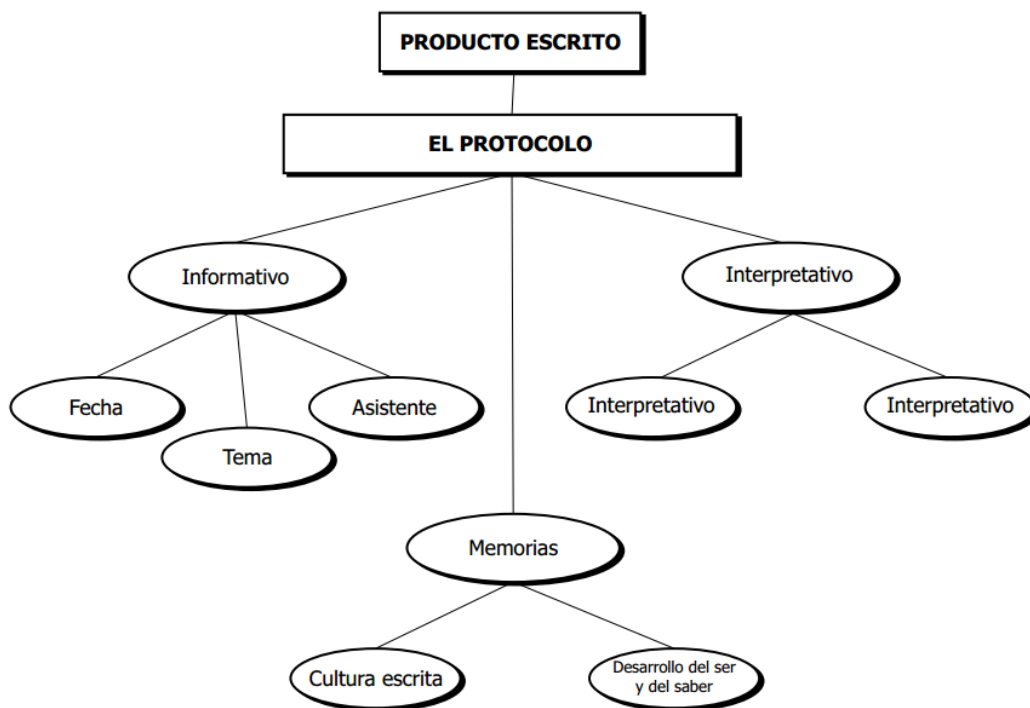 PRODUCTO ESCRITO
EL PROTOCOLO
Informativo
Interpretativo
Fecha
Tema
Asistente
Interpretativo
Interpretativo
Memorias
Cultura escrita
Desarrollo del ser
y del saber